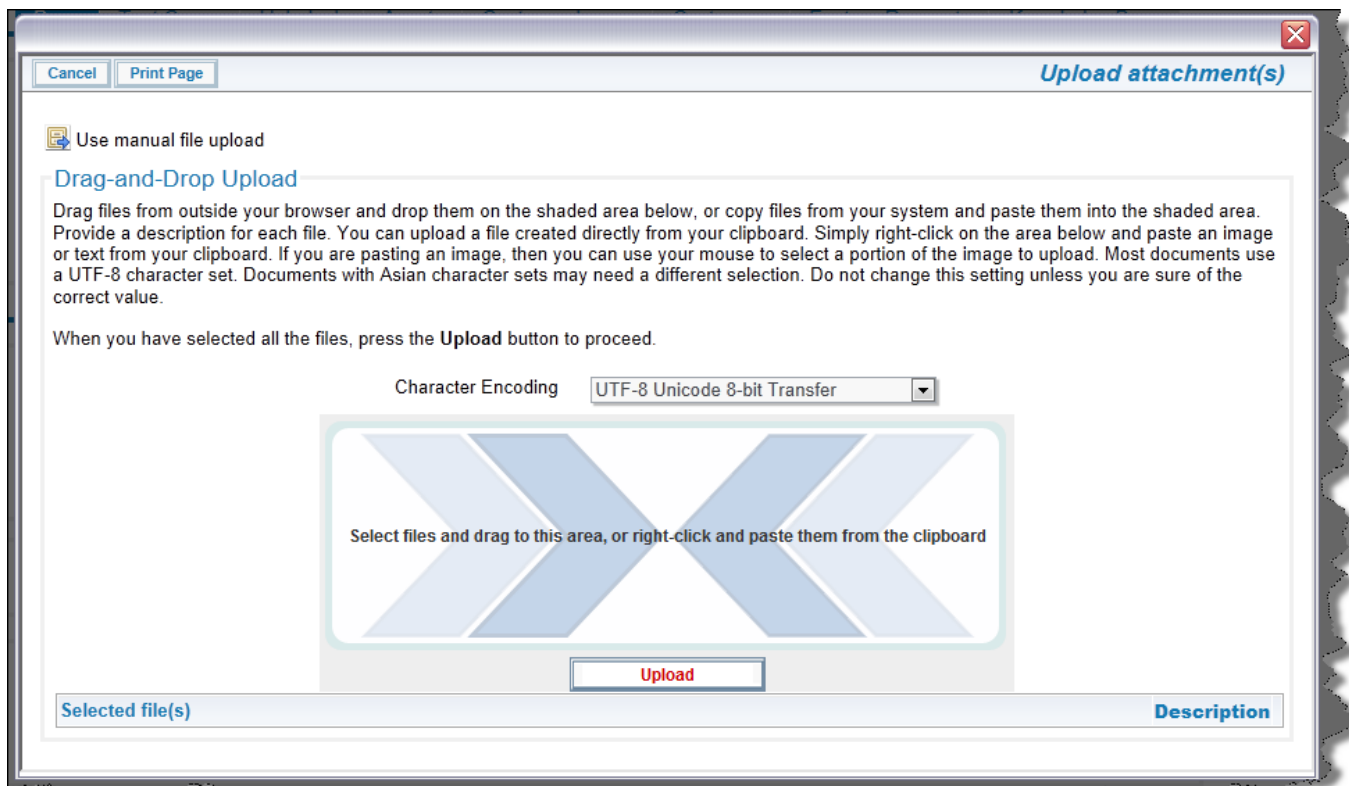 Cancel Print Page Upload attachment(s)
Use manual file upload
Drag-and-Drop Upload
Drag files from outside your browser and drop them on the shaded area below, or copy files from your system and paste them into the shaded area.
Provide a description for each file. You can upload a file created directly from your clipboard. Simply right-click on the area below and paste an image
or text from your clipboard. If you are pasting an image, then you can use your mouse to select a portion of the image to upload. Most documents use
a UTF-8 character set. Documents with Asian character sets may need a different selection. Do not change this setting unless you are sure of the
correct value.
When you have selected all the files, press the Upload button to proceed.
Character Encoding UTF-8 Unicode 8-bit Transfer
Select files and drag to this area, or right-click and paste them from the clipboard
Upload
Selected file(s) Description